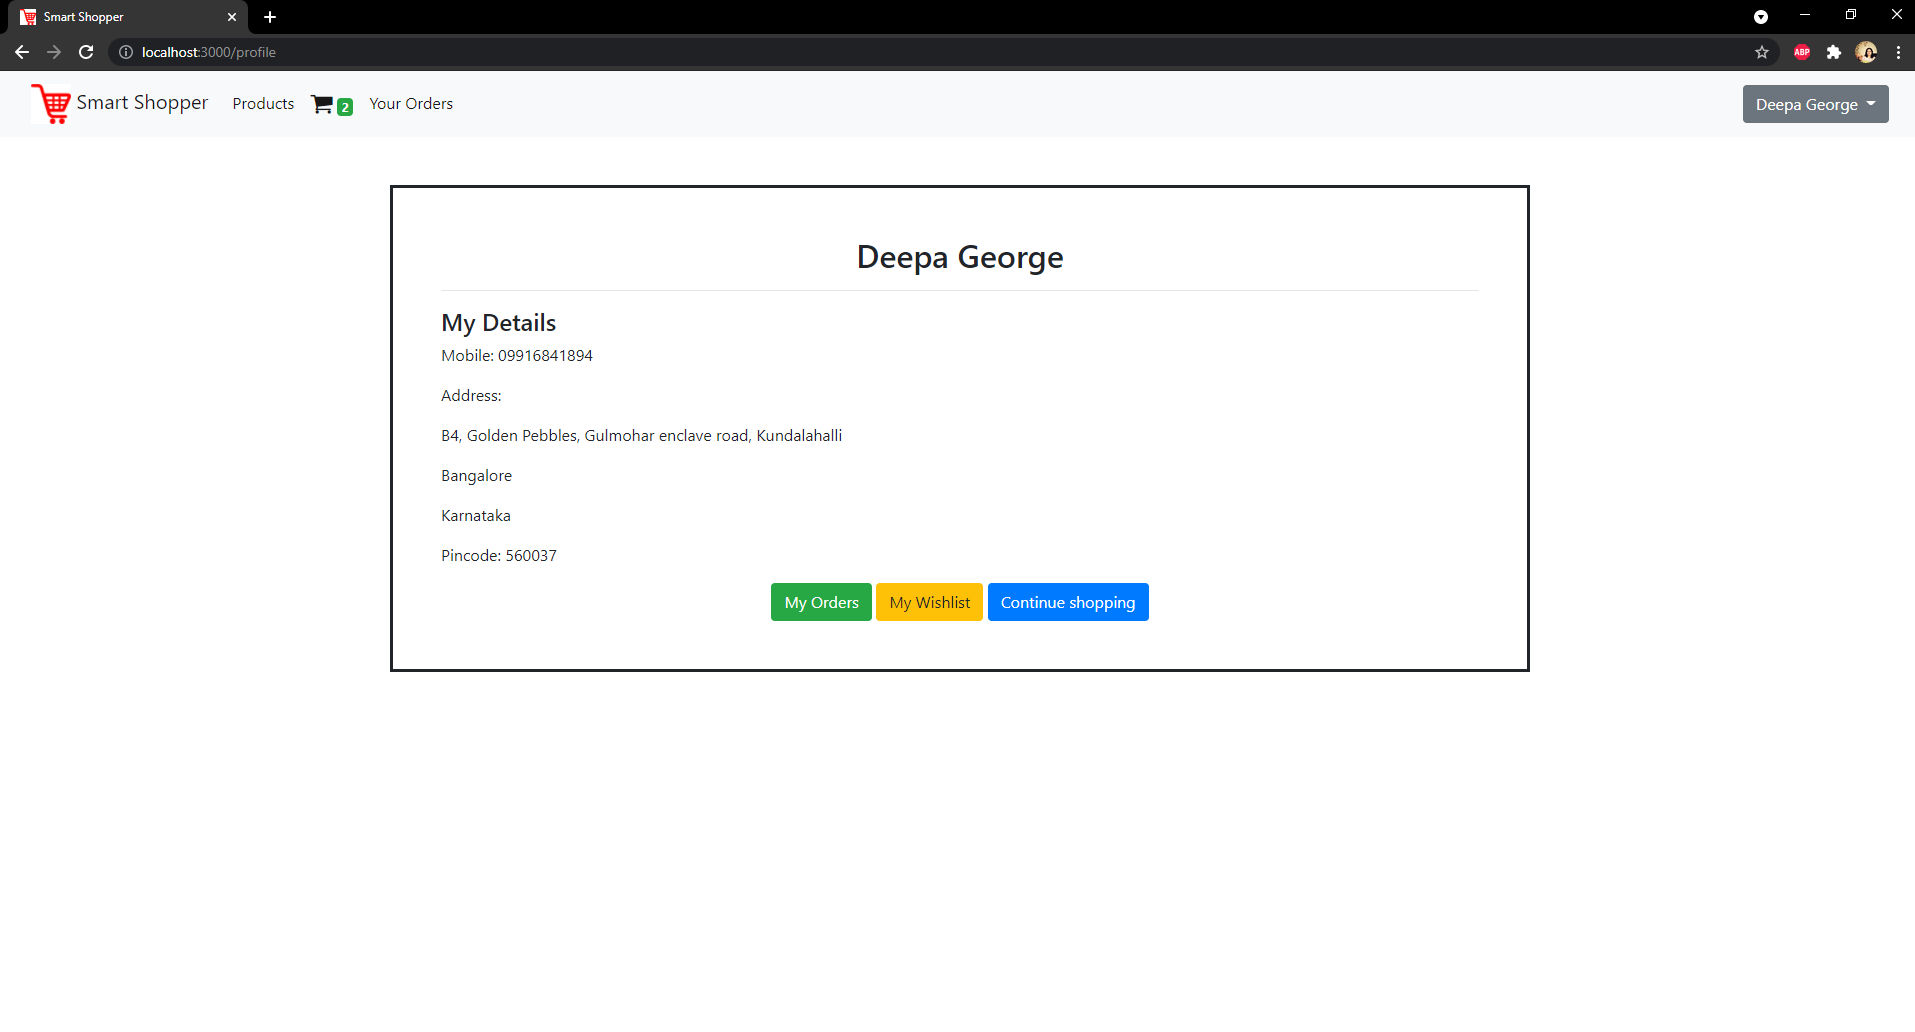 Smart Shopper
localhost:3000/profile
ABP
Smart Shopper Products 2 Your Orders Deepa George
Deepa George
My Details
Mobile: 09916841894
Address:
B4, Golden Pebbles, Gulmohar enclave road, Kundalahalli
Bangalore
Karnataka
Pincode: 560037
My Orders My Wishlist Continue shopping